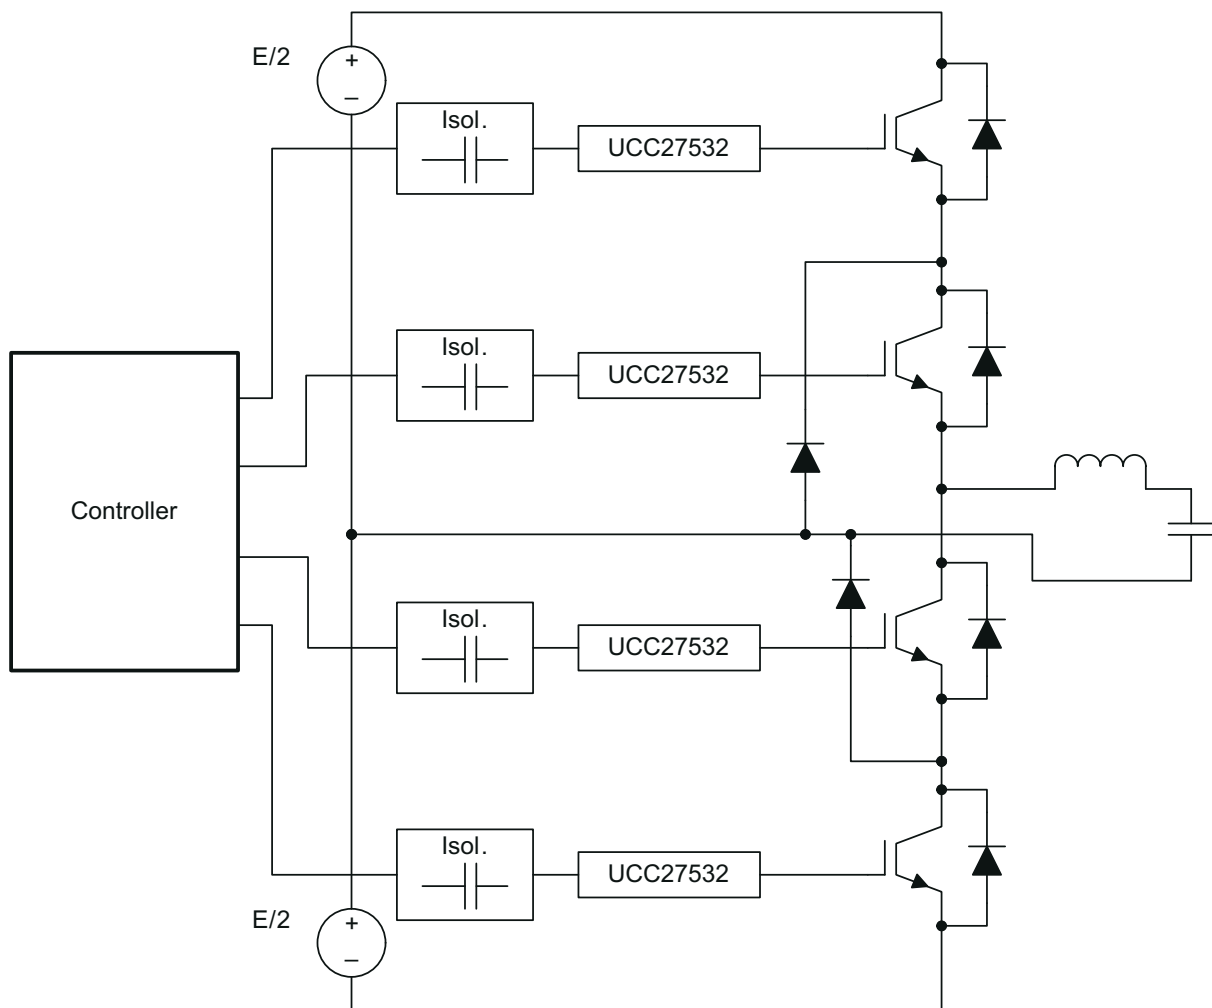 E/2
+
−
Isol.
UCC27532
Isol.
UCC27532
Controller
Isol.
UCC27532
Isol.
UCC27532
E/2
+
−